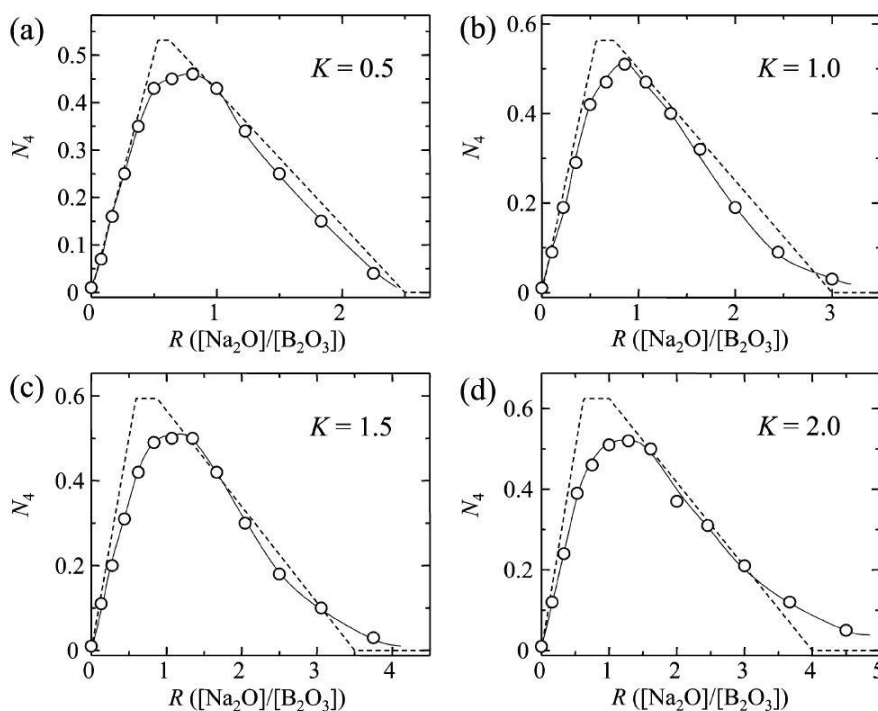 (a)
K = 0.5
N₄
0.5
0.4
0.3
0.2
0.1
0
0
1
2
R ([Na₂O]/[B₂O₃])
(b)
K = 1.0
N₄
0.6
0.4
0.2
0
0
1
2
3
R ([Na₂O]/[B₂O₃])
(c)
K = 1.5
N₄
0.6
0.4
0.2
0
0
1
2
3
4
R ([Na₂O]/[B₂O₃])
(d)
K = 2.0
N₄
0.6
0.4
0.2
0
0
1
2
3
4
5
R ([Na₂O]/[B₂O₃])